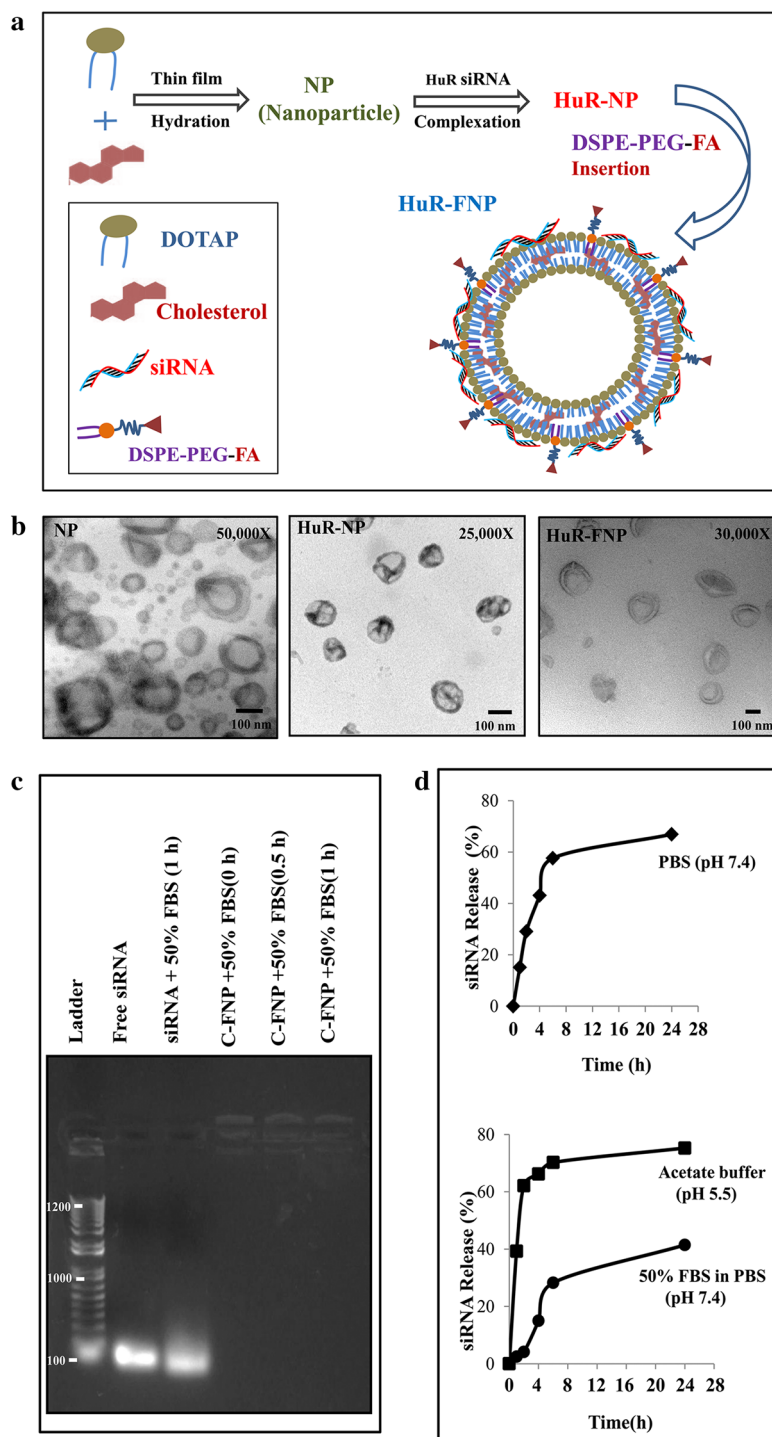 a
Thin film
Hydration
NP
(Nanoparticle)
HuR siRNA
Complexation
HuR-NP
DSPE-PEG-FA
Insertion
HuR-FNP
DOTAP
Cholesterol
siRNA
DSPE-PEG-FA
b
NP
50,000X
100 nm
HuR-NP
25,000X
100 nm
HuR-FNP
30,000X
100 nm
c
Ladder
Free siRNA
siRNA + 50% FBS (1 h)
C-FNP +50% FBS(0 h)
C-FNP +50% FBS(0.5 h)
C-FNP +50% FBS(1 h)
1200
1000
100
d
siRNA Release (%)
80
60
40
20
0
PBS (pH 7.4)
0 4 8 12 16 20 24 28
Time (h)
siRNA Release (%)
80
60
40
20
0
Acetate buffer
(pH 5.5)
50% FBS in PBS
(pH 7.4)
0 4 8 12 16 20 24 28
Time(h)